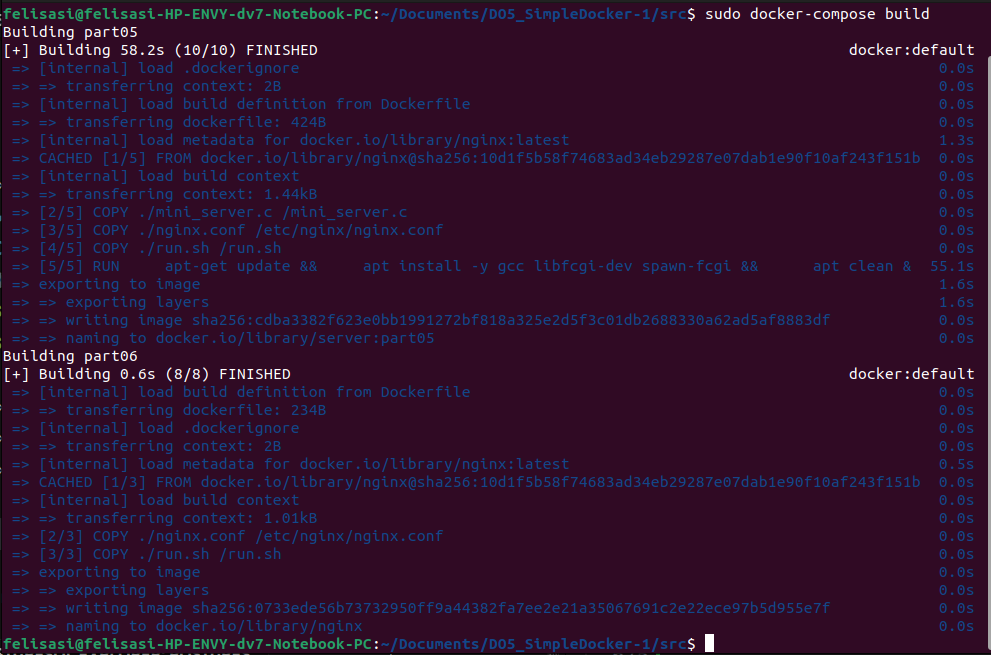 felisasi@felisasi-HP-ENVY-dv7-Notebook-PC:~/Documents/DO5_SimpleDocker-1/src$ sudo docker-compose build
Building part05
[+] Building 58.2s (10/10) FINISHED docker:default
=> [internal] load .dockerignore 0.0s
=> => transferring context: 2B 0.0s
=> [internal] load build definition from Dockerfile 0.0s
=> => transferring dockerfile: 424B 0.0s
=> [internal] load metadata for docker.io/library/nginx:latest 1.3s
=> CACHED [1/5] FROM docker.io/library/nginx@sha256:10d1f5b58f74683ad34eb29287e07dab1e90f10af243f151b 0.0s
=> [internal] load build context 0.0s
=> => transferring context: 1.44kB 0.0s
=> [2/5] COPY ./mini_server.c /mini_server.c 0.0s
=> [3/5] COPY ./nginx.conf /etc/nginx/nginx.conf 0.0s
=> [4/5] COPY ./run.sh /run.sh 0.0s
=> [5/5] RUN apt-get update && apt install -y gcc libfcgi-dev spawn-fcgi && apt clean & 55.1s
=> exporting to image 1.6s
=> => exporting layers 1.6s
=> => writing image sha256:cdba3382f623e0bb1991272bf818a325e2d5f3c01db2688330a62ad5af8883df 0.0s
=> => naming to docker.io/library/server:part05 0.0s
Building part06
[+] Building 0.6s (8/8) FINISHED docker:default
=> [internal] load build definition from Dockerfile 0.0s
=> => transferring dockerfile: 234B 0.0s
=> [internal] load .dockerignore 0.0s
=> => transferring context: 2B 0.0s
=> [internal] load metadata for docker.io/library/nginx:latest 0.5s
=> CACHED [1/3] FROM docker.io/library/nginx@sha256:10d1f5b58f74683ad34eb29287e07dab1e90f10af243f151b 0.0s
=> [internal] load build context 0.0s
=> => transferring context: 1.01kB 0.0s
=> [2/3] COPY ./nginx.conf /etc/nginx/nginx.conf 0.0s
=> [3/3] COPY ./run.sh /run.sh 0.0s
=> exporting to image 0.0s
=> => exporting layers 0.0s
=> => writing image sha256:0733ede56b73732950ff9a44382fa7ee2e21a35067691c2e22ece97b5d955e7f 0.0s
=> => naming to docker.io/library/nginx 0.0s
felisasi@felisasi-HP-ENVY-dv7-Notebook-PC:~/Documents/DO5_SimpleDocker-1/src$